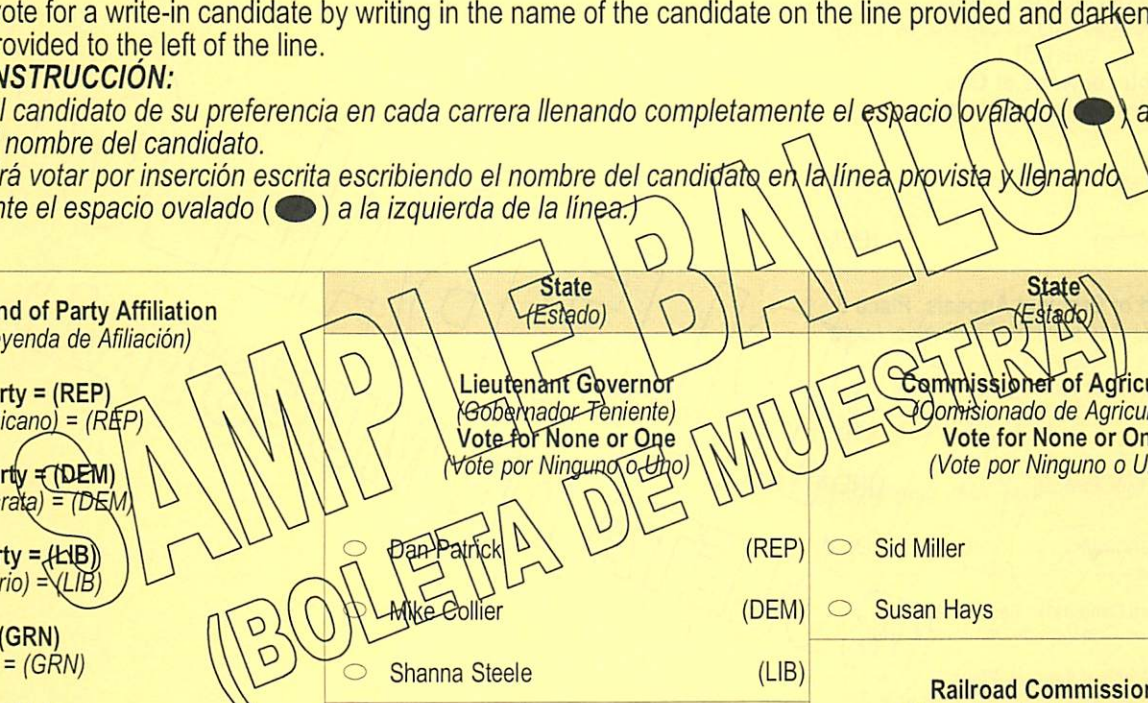 vote for a write-in candidate by writing in the name of the candidate on the line provided and darken
rovided to the left of the line.
NSTRUCCIÓN:
l candidato de su preferencia en cada carrera llenando completamente el espacio ovalado ( ) a
nombre del candidato.
rá votar por inserción escrita escribiendo el nombre del candidato en la línea provista y llenando
nte el espacio ovalado ( ) a la izquierda de la línea.)
SAMPLE BALLOT
(BOLETA DE MUESTRA)
nd of Party Affiliation
yenda de Afiliación)
rty = (REP)
icano) = (REP)
rty = (DEM)
rata) = (DEM)
rty = (LIB)
rio) = (LIB)
(GRN)
= (GRN)
State
(Estado)
Lieutenant Governor
(Gobernador Teniente)
Vote for None or One
(Vote por Ninguno o Uno)
Dan Patrick (REP)
Mike Collier (DEM)
Shanna Steele (LIB)
State
(Estado)
Commissioner of Agricu
(Comisionado de Agricu
Vote for None or On
(Vote por Ninguno o U
Sid Miller
Susan Hays
Railroad Commission